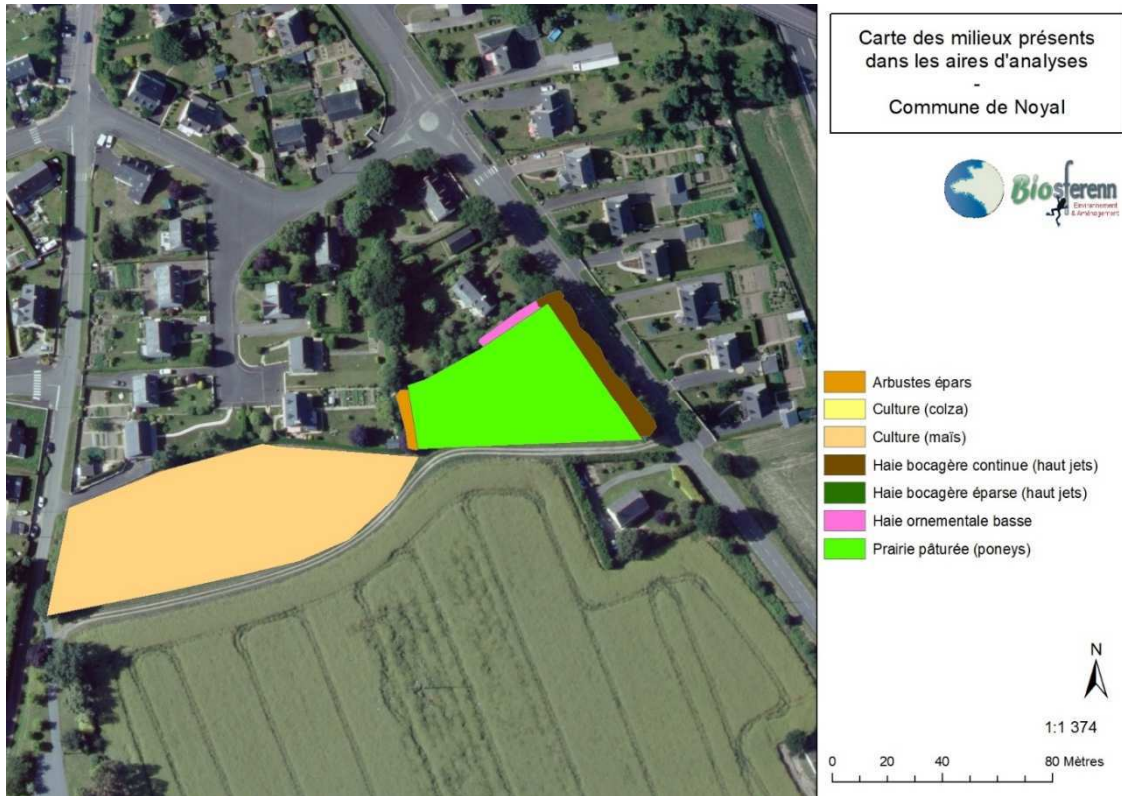 Carte des milieux présents
dans les aires d'analyses
-
Commune de Noyal
Biosferenn
Environnement
& Aménagement
Arbustes épars
Culture (colza)
Culture (maïs)
Haie bocagère continue (haut jets)
Haie bocagère éparse (haut jets)
Haie ornementale basse
Prairie pâturée (poneys)
N
1:1 374
0 20 40 80 Mètres